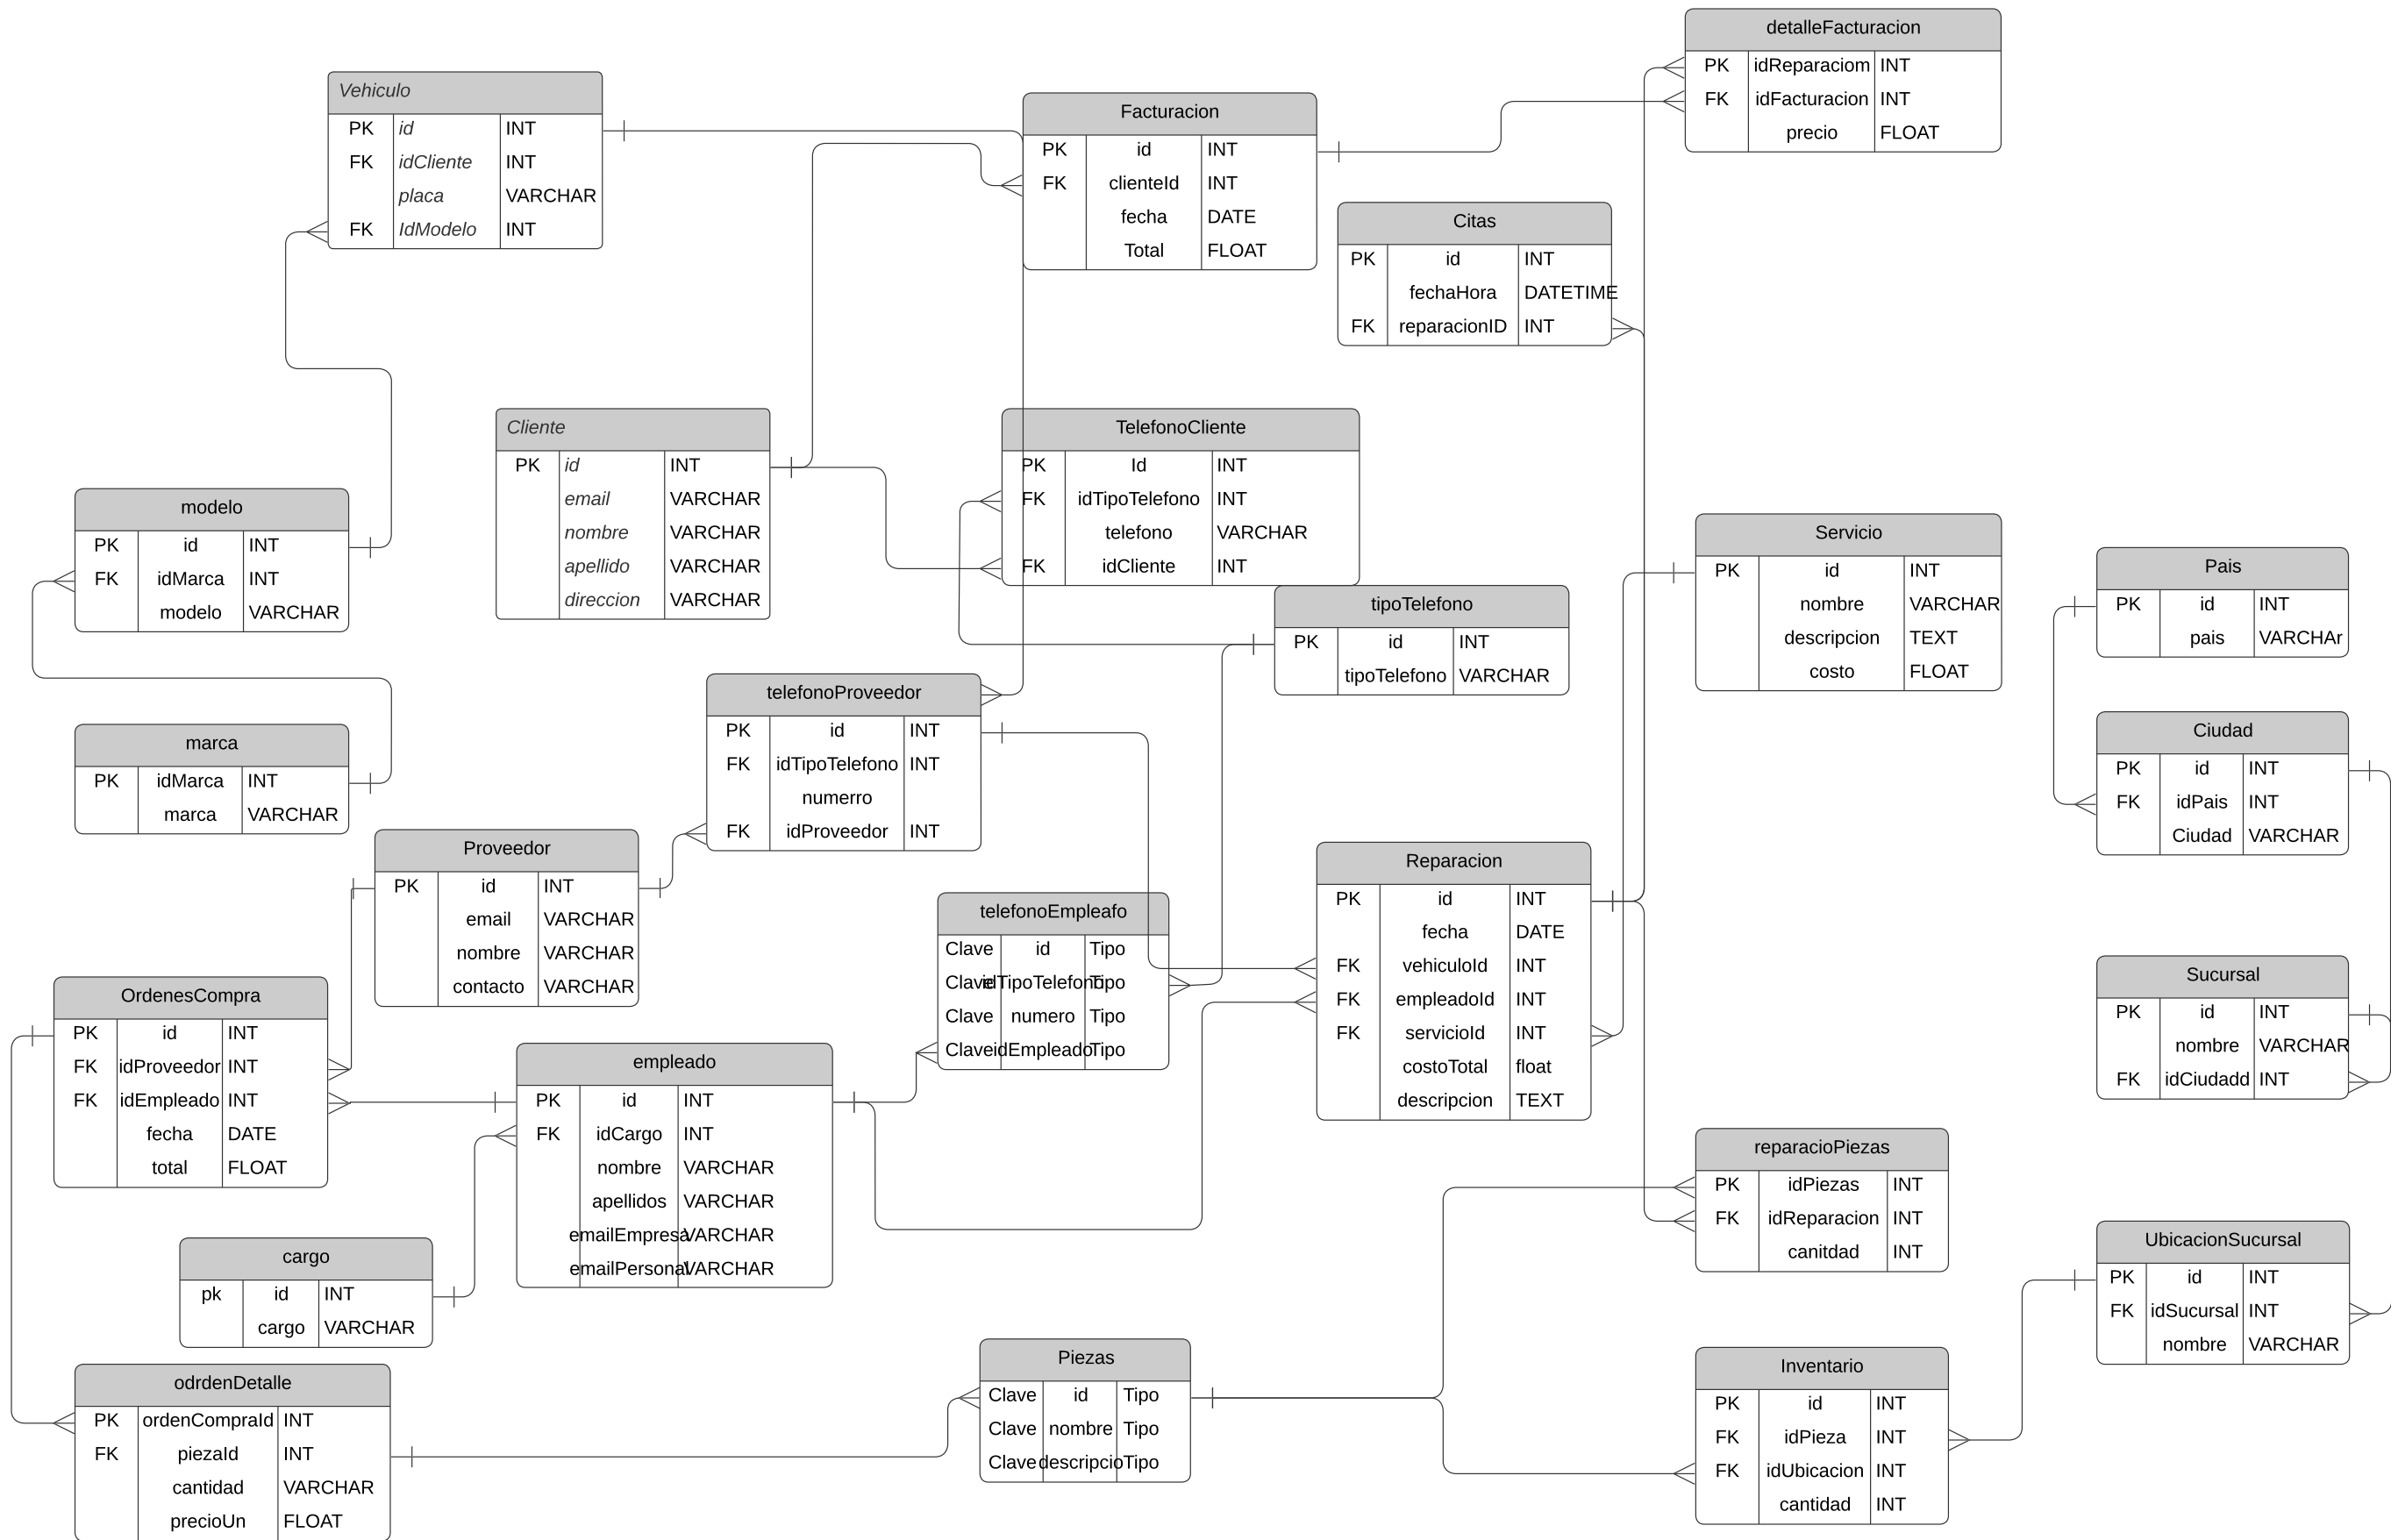 detalleFacturacion
PK idReparaciom INT
FK idFacturacion INT
precio FLOAT
Vehiculo
PK id INT
FK idCliente INT
placa VARCHAR
FK IdModelo INT
Facturacion
PK id INT
FK clienteId INT
fecha DATE
Total FLOAT
Citas
PK id INT
fechaHora DATETIME
FK reparacionID INT
Cliente
PK id INT
email VARCHAR
nombre VARCHAR
apellido VARCHAR
direccion VARCHAR
TelefonoCliente
PK Id INT
FK idTipoTelefono INT
telefono VARCHAR
FK idCliente INT
modelo
PK id INT
FK idMarca INT
modelo VARCHAR
Servicio
PK id INT
nombre VARCHAR
descripcion TEXT
costo FLOAT
Pais
PK id INT
pais VARCHAr
tipoTelefono
PK id INT
tipoTelefono VARCHAR
telefonoProveedor
PK id INT
FK idTipoTelefono INT
numerro
FK idProveedor INT
marca
PK idMarca INT
marca VARCHAR
Ciudad
PK id INT
FK idPais INT
Ciudad VARCHAR
Proveedor
PK id INT
email VARCHAR
nombre VARCHAR
contacto VARCHAR
Reparacion
PK id INT
fecha DATE
FK vehiculoId INT
FK empleadoId INT
FK servicioId INT
costoTotal float
descripcion TEXT
telefonoEmpleafo
Clave id Tipo
Clave idTipoTelefono Tipo
Clave numero Tipo
Clave idEmpleado Tipo
OrdenesCompra
PK id INT
FK idProveedor INT
FK idEmpleado INT
fecha DATE
total FLOAT
Sucursal
PK id INT
nombre VARCHAR
FK idCiudadd INT
empleado
PK id INT
FK idCargo INT
nombre VARCHAR
apellidos VARCHAR
emailEmpresa VARCHAR
emailPersonal VARCHAR
reparacioPiezas
PK idPiezas INT
FK idReparacion INT
canitdad INT
cargo
pk id INT
cargo VARCHAR
UbicacionSucursal
PK id INT
FK idSucursal INT
nombre VARCHAR
Piezas
Clave id Tipo
Clave nombre Tipo
Clave descripcio Tipo
Inventario
PK id INT
FK idPieza INT
FK idUbicacion INT
cantidad INT
odrdenDetalle
PK ordenCompraId INT
FK piezaId INT
cantidad VARCHAR
precioUn FLOAT